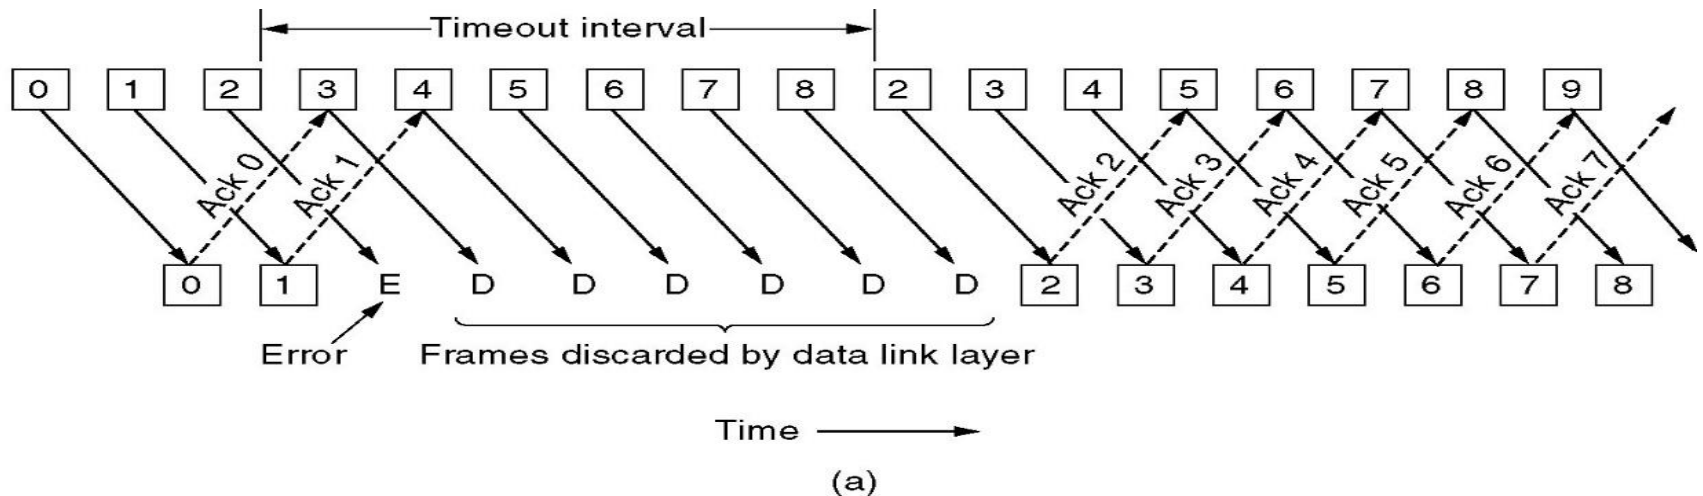 Timeout interval
0 1 2 3 4 5 6 7 8 2 3 4 5 6 7 8 9
Ack 0 Ack 1 Ack 2 Ack 3 Ack 4 Ack 5 Ack 6 Ack 7
0 1 E D D D D D D 2 3 4 5 6 7 8
Error Frames discarded by data link layer
Time
(a)